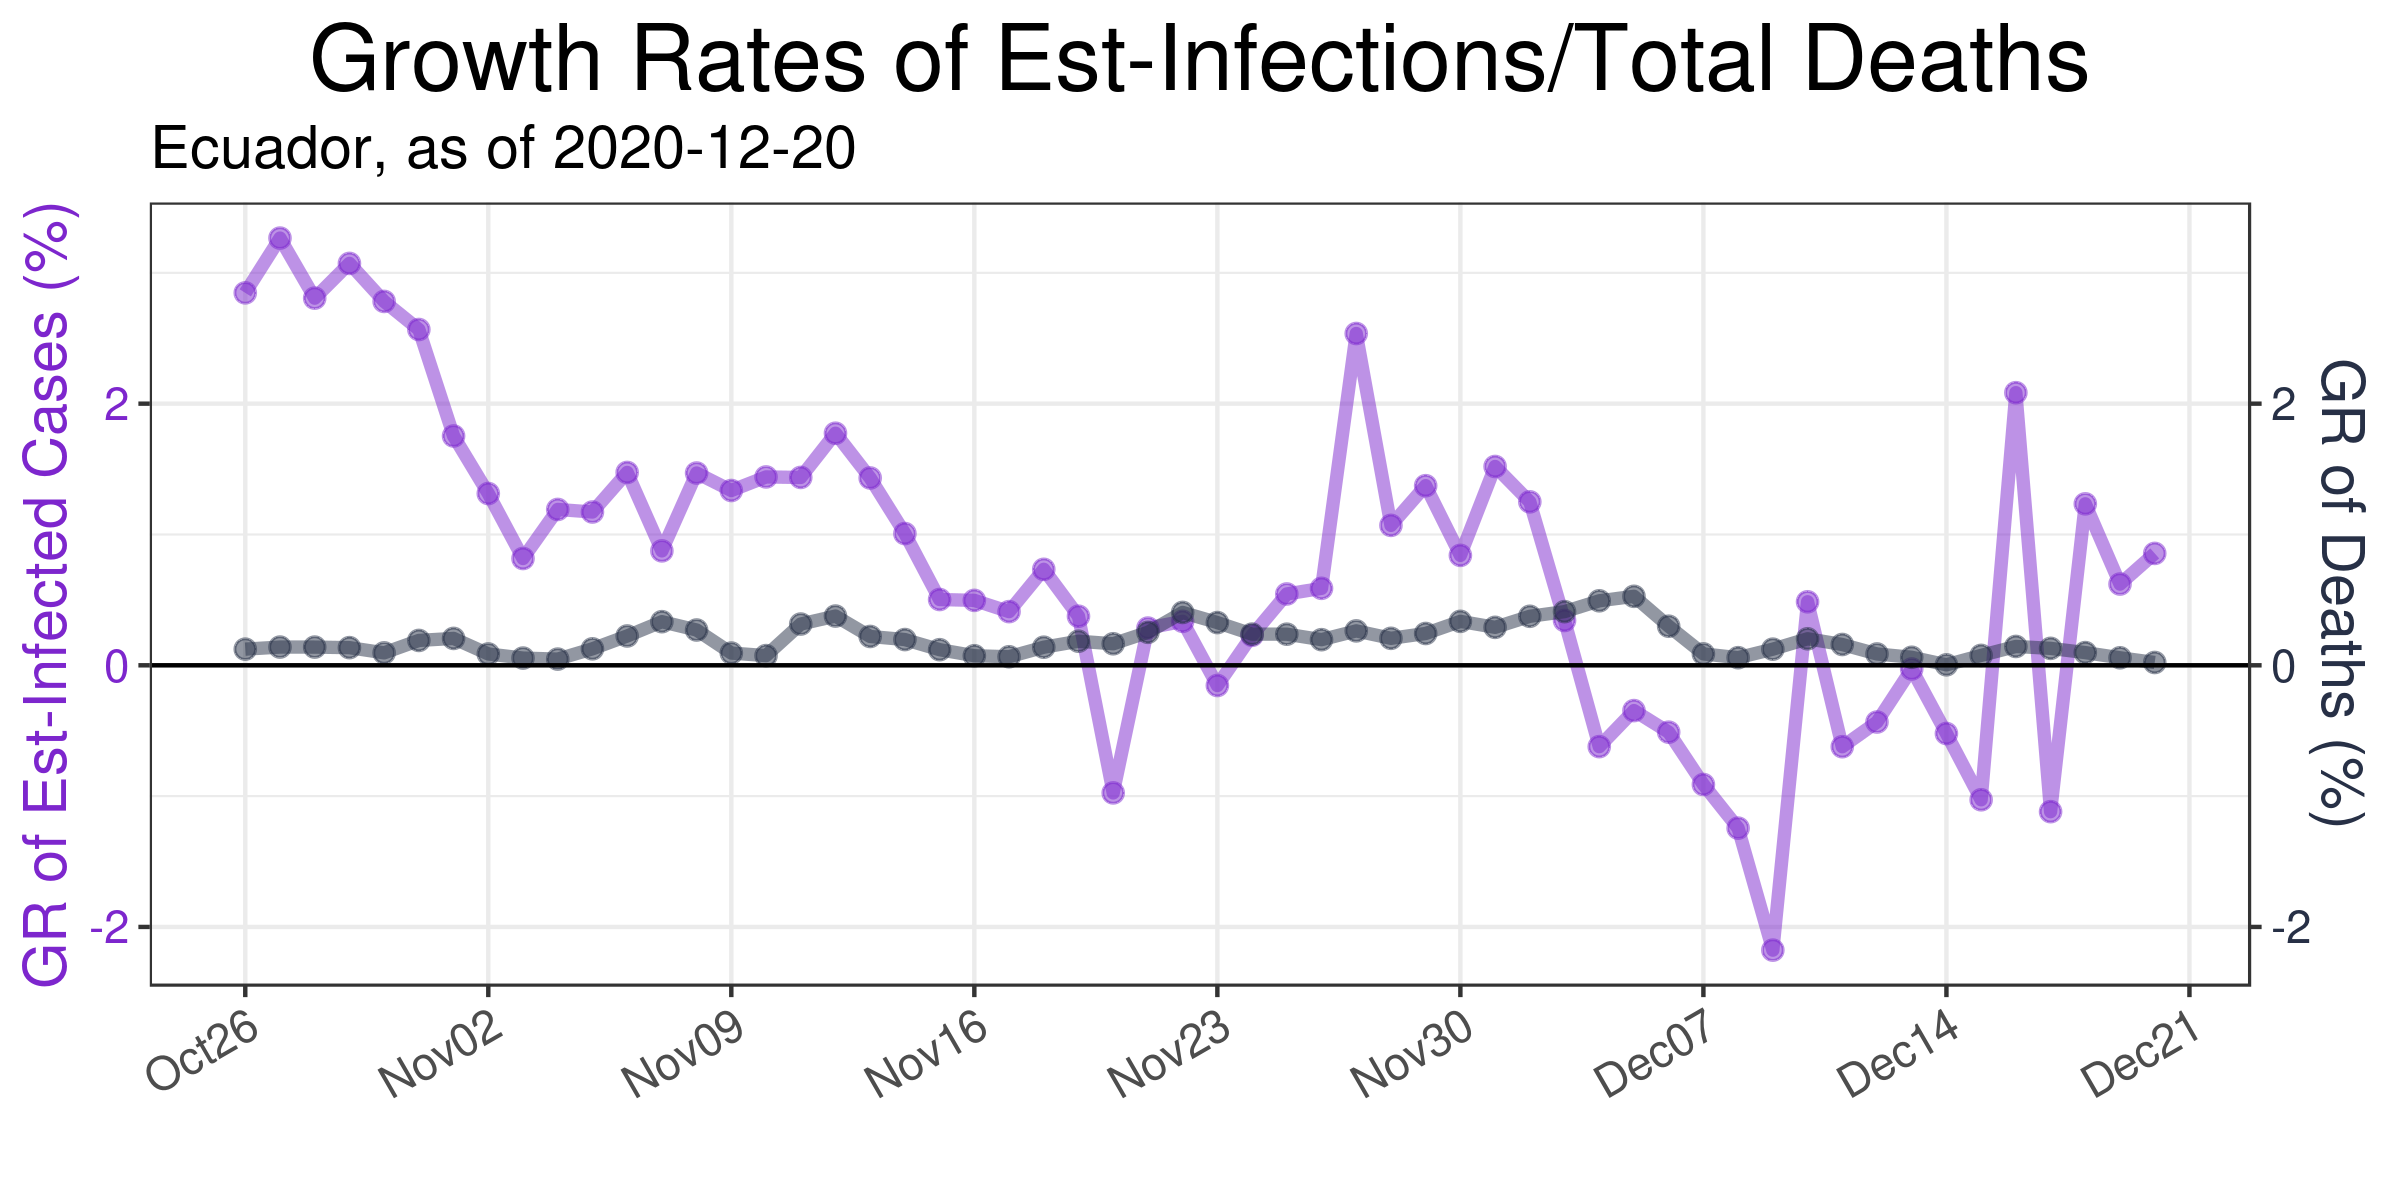 Growth Rates of Est-Infections/Total Deaths
Ecuador, as of 2020-12-20
GR of Est-Infected Cases (%)
2
0
-2
2
0
-2
GR of Deaths (%)
Oct26
Nov02
Nov09
Nov16
Nov23
Nov30
Dec07
Dec14
Dec21